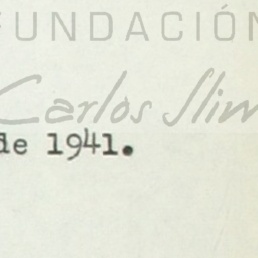 FUNDACIÓN
Carlos Slim
de 1941.